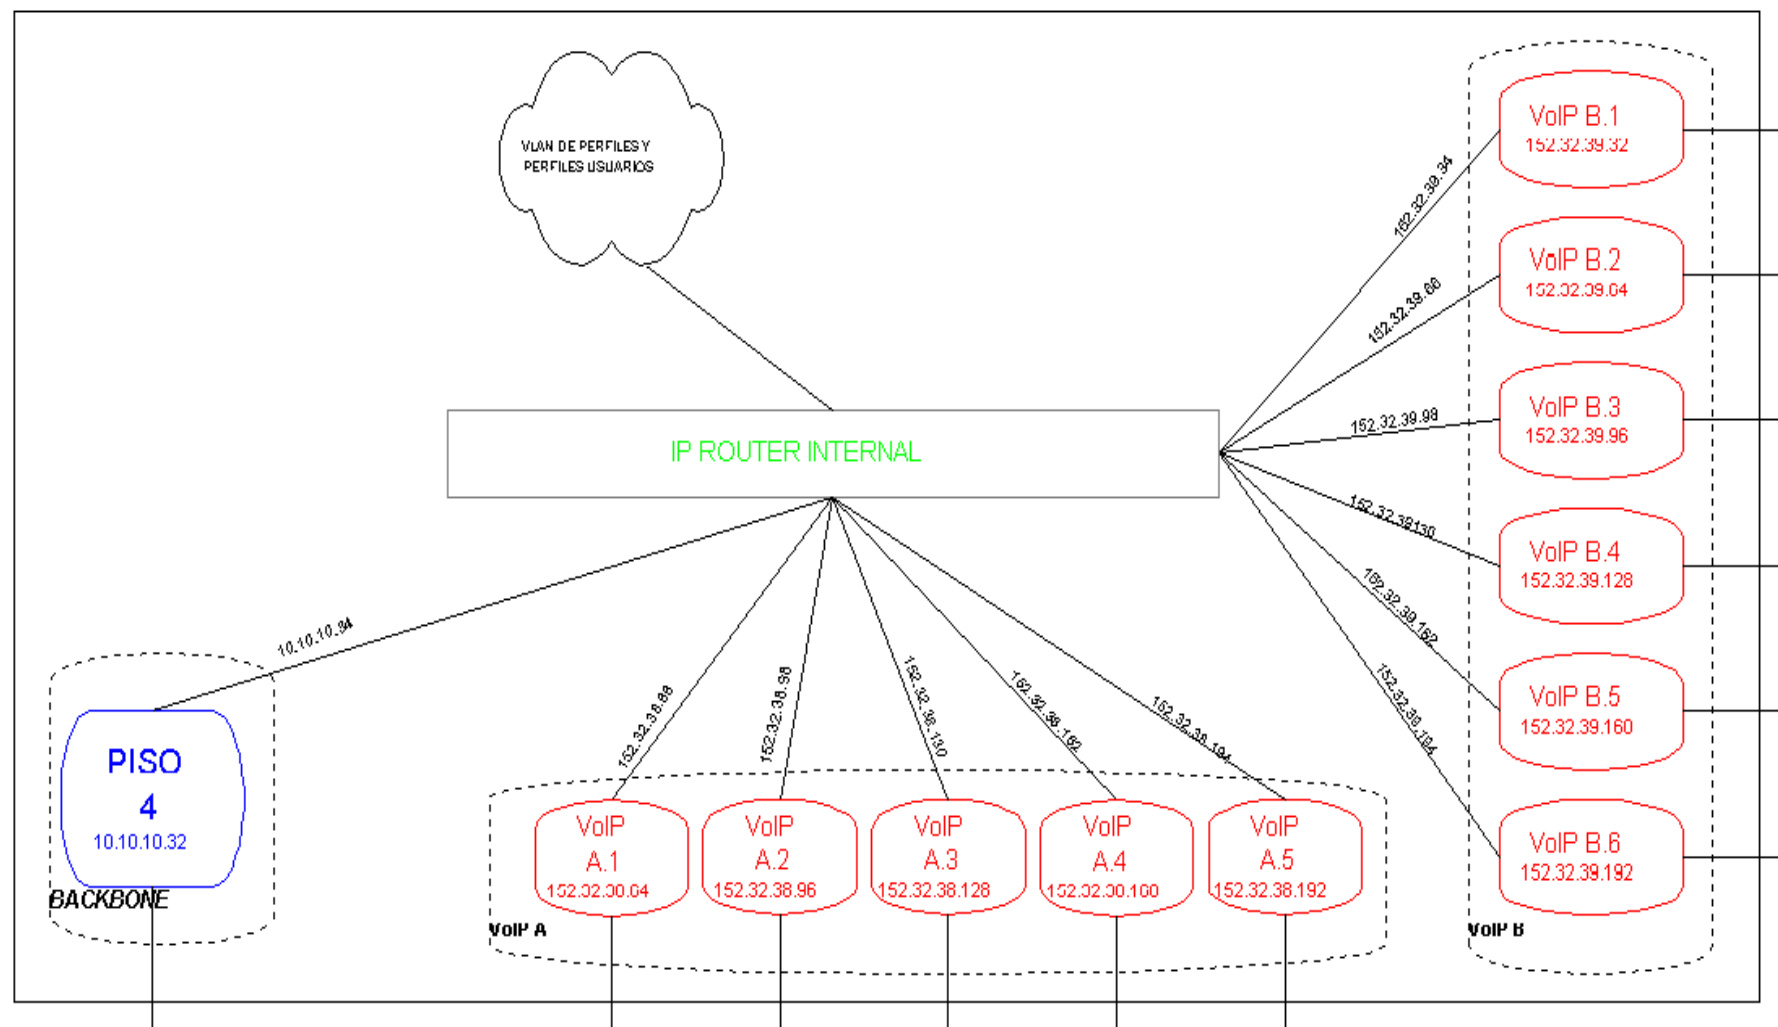 VLAN DE PERFILES Y
PERFILES USUARIOS
IP ROUTER INTERNAL
VoIP B.1
152.32.39.32
152.32.39.34
VoIP B.2
152.32.39.64
152.32.39.66
VoIP B.3
152.32.39.96
152.32.39.98
VoIP B.4
152.32.39.128
152.32.39130
VoIP B.5
152.32.39.160
152.32.39.162
VoIP B.6
152.32.39.192
152.32.39.194
VoIP B
10.10.10.34
PISO
4
10.10.10.32
BACKBONE
152.32.38.66
152.32.38.98
152.32.38.130
152.32.38.162
152.32.38.194
VoIP
A.1
152.32.38.64
VoIP
A.2
152.32.38.96
VoIP
A.3
152.32.38.128
VoIP
A.4
152.32.38.160
VoIP
A.5
152.32.38.192
VoIP A